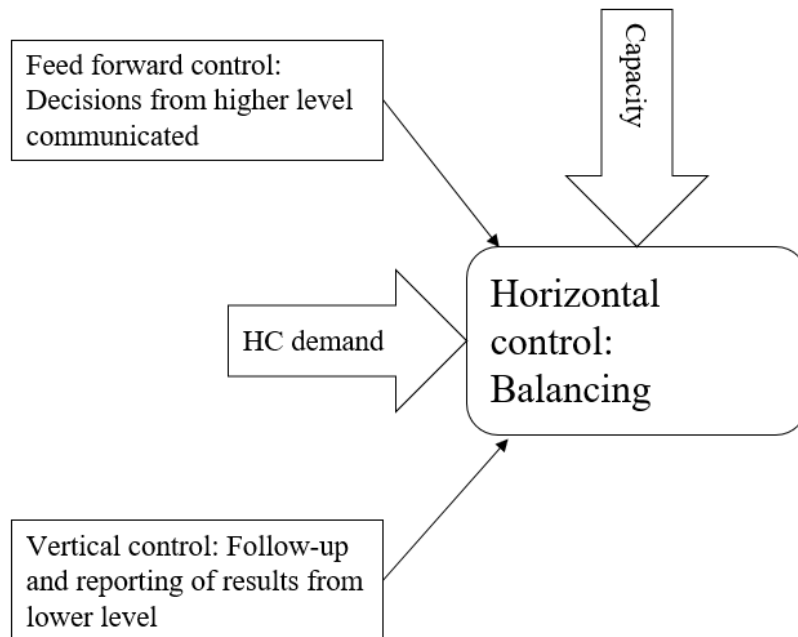 Feed forward control:
Decisions from higher level
communicated
Capacity
HC demand
Horizontal
control:
Balancing
Vertical control: Follow-up
and reporting of results from
lower level